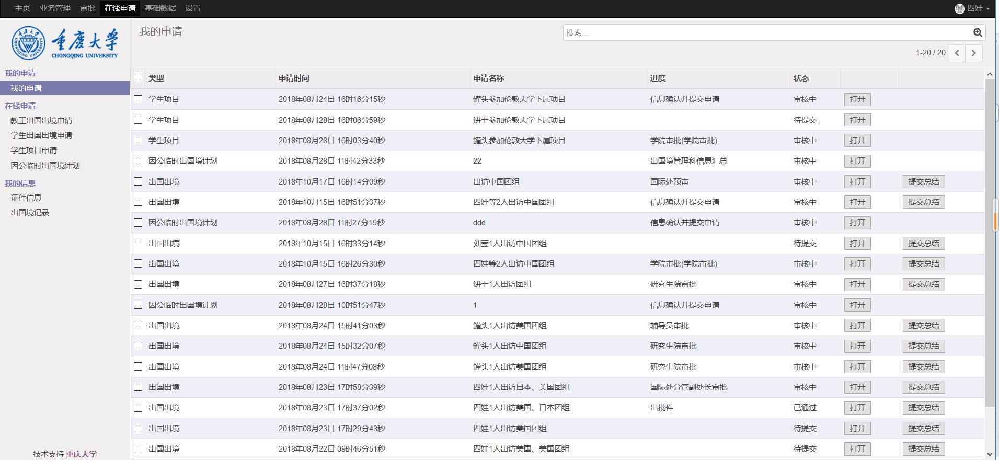 主页 业务管理 审批 在线申请 基础数据 设置 四娃
重庆大学
CHONGQING UNIVERSITY
我的申请
我的申请
在线申请
教工出国出境申请
学生出国出境申请
学生项目申请
因公临时出国境计划
我的信息
证件信息
出国境记录
技术支持 重庆大学
我的申请
搜索...
1-20 / 20
类型 申请时间 申请名称 进度 状态
学生项目 2018年08月24日 16时16分15秒 罐头参加伦敦大学下属项目 信息确认并提交申请 审核中 打开
学生项目 2018年08月28日 16时06分59秒 饼干参加伦敦大学下属项目 待提交 打开
学生项目 2018年08月28日 16时03分40秒 罐头参加伦敦大学下属项目 学院审批(学院审批) 审核中 打开
因公临时出国境计划 2018年08月28日 11时42分33秒 22 出国境管理科信息汇总 审核中 打开
出国出境 2018年10月17日 16时14分09秒 出访中国团组 国际处预审 审核中 打开 提交总结
出国出境 2018年10月15日 16时51分37秒 四娃等2人出访中国团组 信息确认并提交申请 审核中 打开 提交总结
因公临时出国境计划 2018年08月28日 11时27分19秒 ddd 信息确认并提交申请 审核中 打开
出国出境 2018年10月15日 16时33分14秒 刘莹1人出访中国团组 待提交 打开 提交总结
出国出境 2018年10月15日 16时26分30秒 四娃等2人出访中国团组 学院审批(学院审批) 审核中 打开 提交总结
出国出境 2018年08月27日 16时37分18秒 饼干1人出访团组 研究生院审批 审核中 打开 提交总结
因公临时出国境计划 2018年08月28日 10时51分47秒 1 信息确认并提交申请 审核中 打开
出国出境 2018年08月24日 15时41分03秒 罐头1人出访美国团组 辅导员审批 审核中 打开 提交总结
出国出境 2018年08月24日 15时32分07秒 罐头1人出访中国团组 研究生院审批 审核中 打开 提交总结
出国出境 2018年08月24日 11时47分08秒 罐头1人出访美国团组 研究生院审批 审核中 打开 提交总结
出国出境 2018年08月23日 17时58分39秒 四娃1人出访日本、美国团组 国际处分管副处长审批 审核中 打开 提交总结
出国出境 2018年08月23日 17时37分02秒 四娃1人出访美国、日本团组 出批件 已通过 打开 提交总结
出国出境 2018年08月23日 17时29分43秒 四娃1人出访美国团组 待提交 打开 提交总结
出国出境 2018年08月22日 09时46分51秒 四娃1人出访美国、美国团组 待提交 打开 提交总结